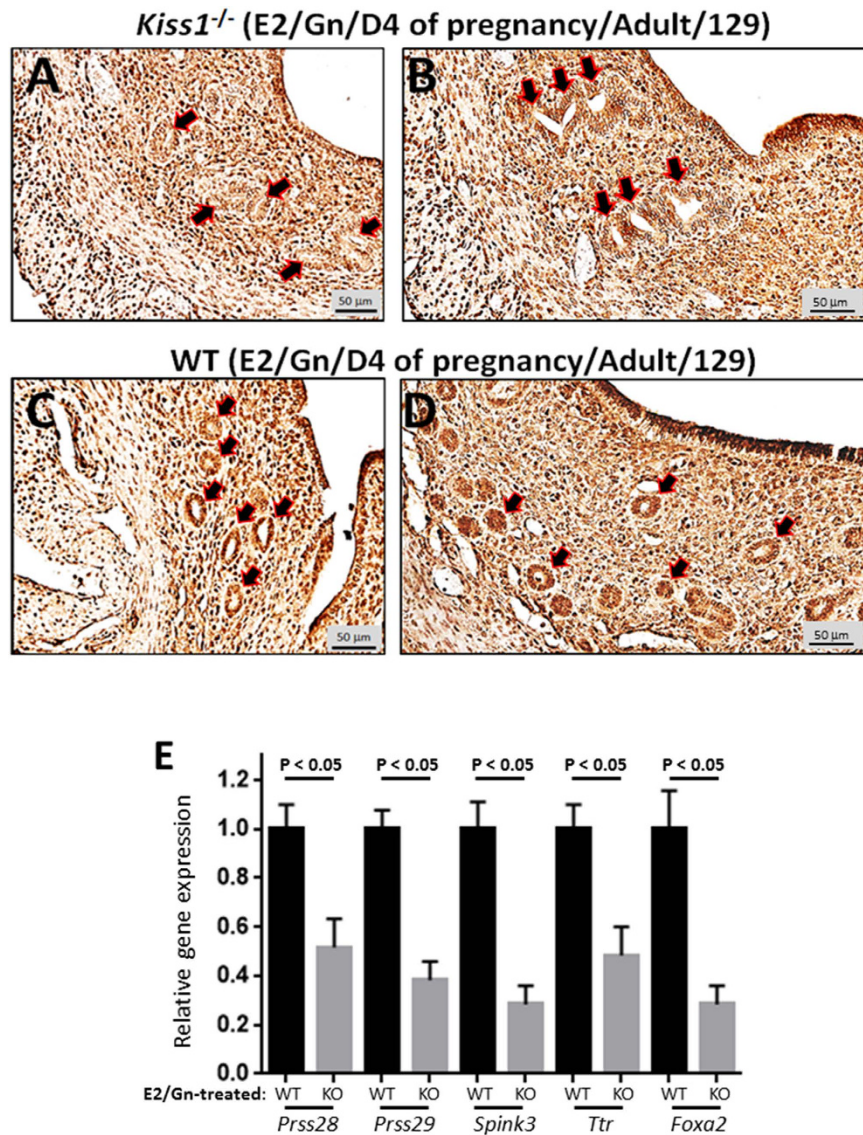 Kiss1-/- (E2/Gn/D4 of pregnancy/Adult/129)
A
B
50 µm
50 µm
WT (E2/Gn/D4 of pregnancy/Adult/129)
C
D
50 µm
50 µm
E
P < 0.05 P < 0.05 P < 0.05 P < 0.05 P < 0.05
Relative gene expression
1.2
1.0
0.8
0.6
0.4
0.2
0.0
E2/Gn-treated: WT KO WT KO WT KO WT KO WT KO
Prss28 Prss29 Spink3 Ttr Foxa2